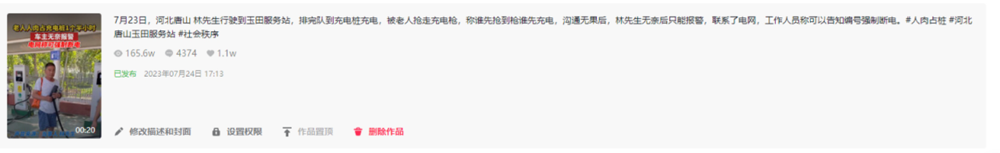 老人人肉占充电桩1个半小时
车主无奈报警
电网称可强制断电
00:20
7月23日，河北唐山 林先生行驶到玉田服务站，排完队到充电桩充电，被老人抢走充电枪，称谁先抢到枪谁先充电，沟通无果后，林先生无奈后只能报警，联系了电网，工作人员称可以告知编号强制断电。#人肉占桩 #河北
唐山玉田服务站 #社会秩序
165.6w 4374 1.1w
已发布 2023年07月24日 17:13
修改描述和封面 设置权限 作品置顶 删除作品